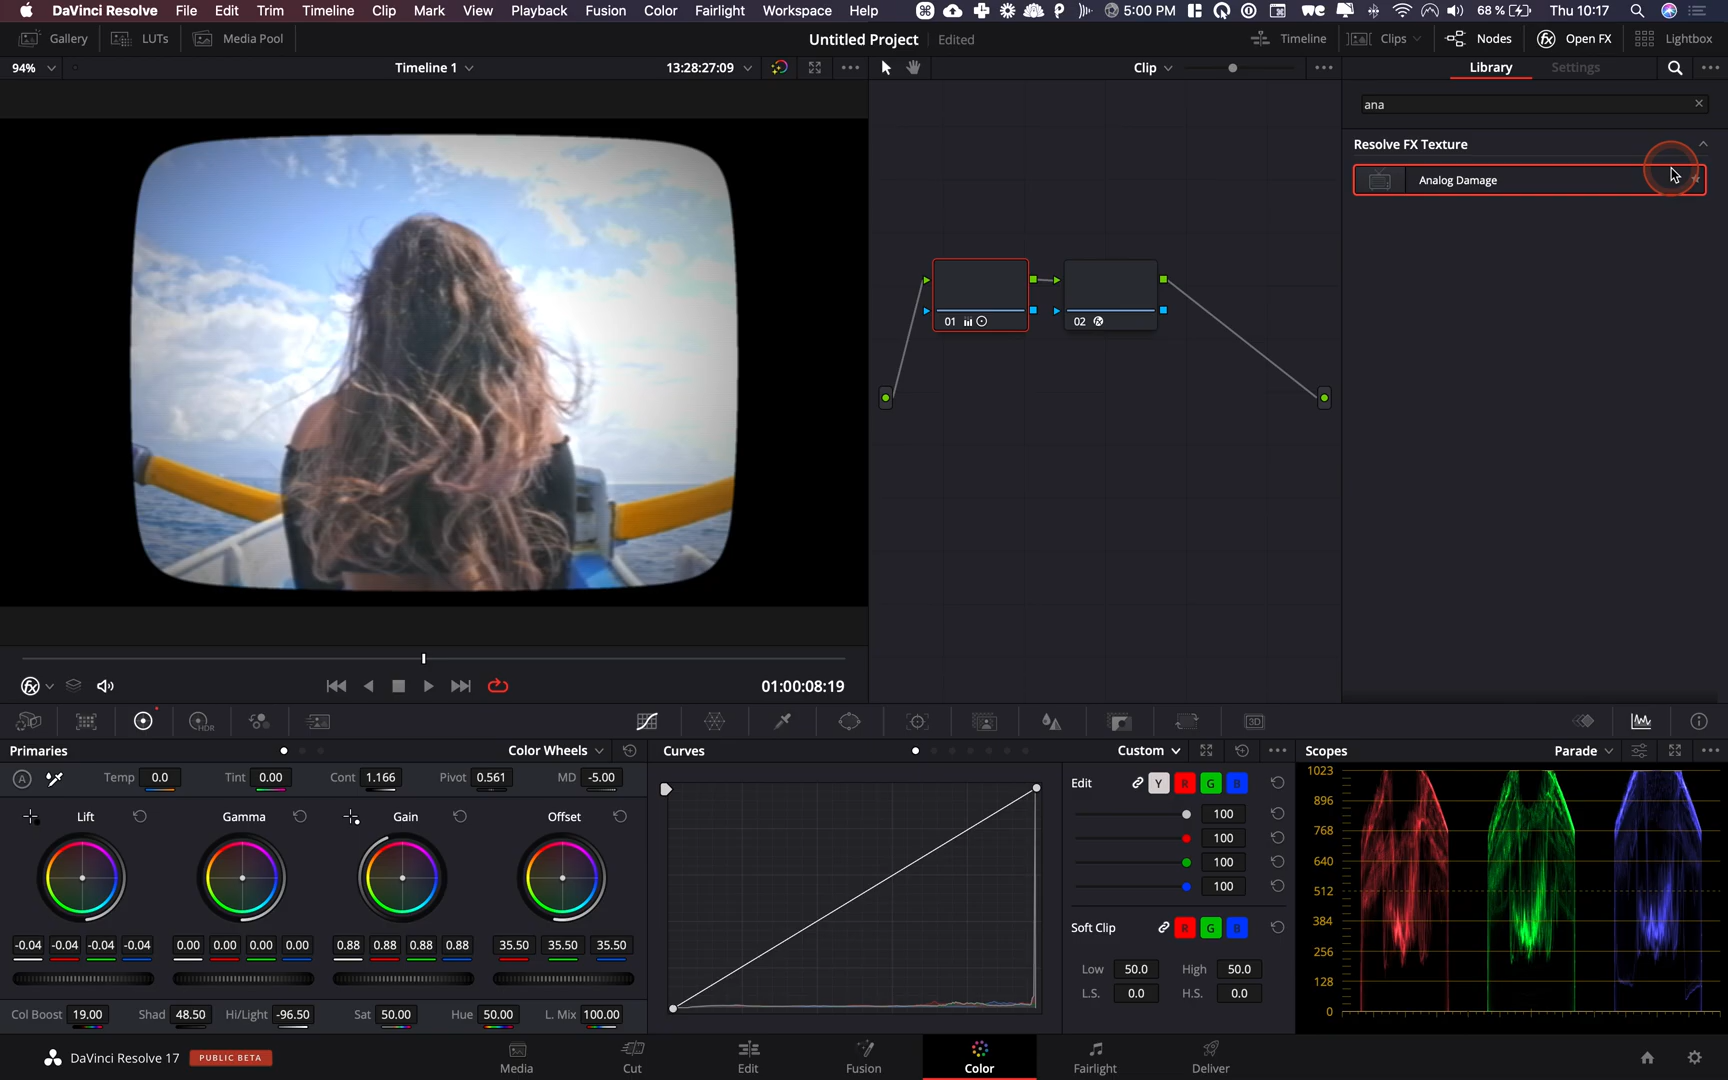 DaVinci Resolve File Edit Trim Timeline Clip Mark View Playback Fusion Color Fairlight Workspace Help 5:00 PM 68 % Thu 10:17
Gallery LUTs Media Pool Untitled Project Edited Timeline Clips Nodes Open FX Lightbox
94% Timeline 1 13:28:27:09 Clip Library Settings
ana
Resolve FX Texture
Analog Damage
01 02
01:00:08:19
HDR 3D
Primaries Color Wheels Curves Custom Scopes Parade
A Temp 0.0 Tint 0.00 Cont 1.166 Pivot 0.561 MD -5.00
Lift Gamma Gain Offset
-0.04 -0.04 -0.04 -0.04 0.00 0.00 0.00 0.00 0.88 0.88 0.88 0.88 35.50 35.50 35.50
Col Boost 19.00 Shad 48.50 Hi/Light -96.50 Sat 50.00 Hue 50.00 L. Mix 100.00
Edit Y R G B
100
100
100
100
Soft Clip R G B
Low 50.0 High 50.0
L.S. 0.0 H.S. 0.0
1023
896
768
640
512
384
256
128
0
DaVinci Resolve 17 PUBLIC BETA Media Cut Edit Fusion Color Fairlight Deliver